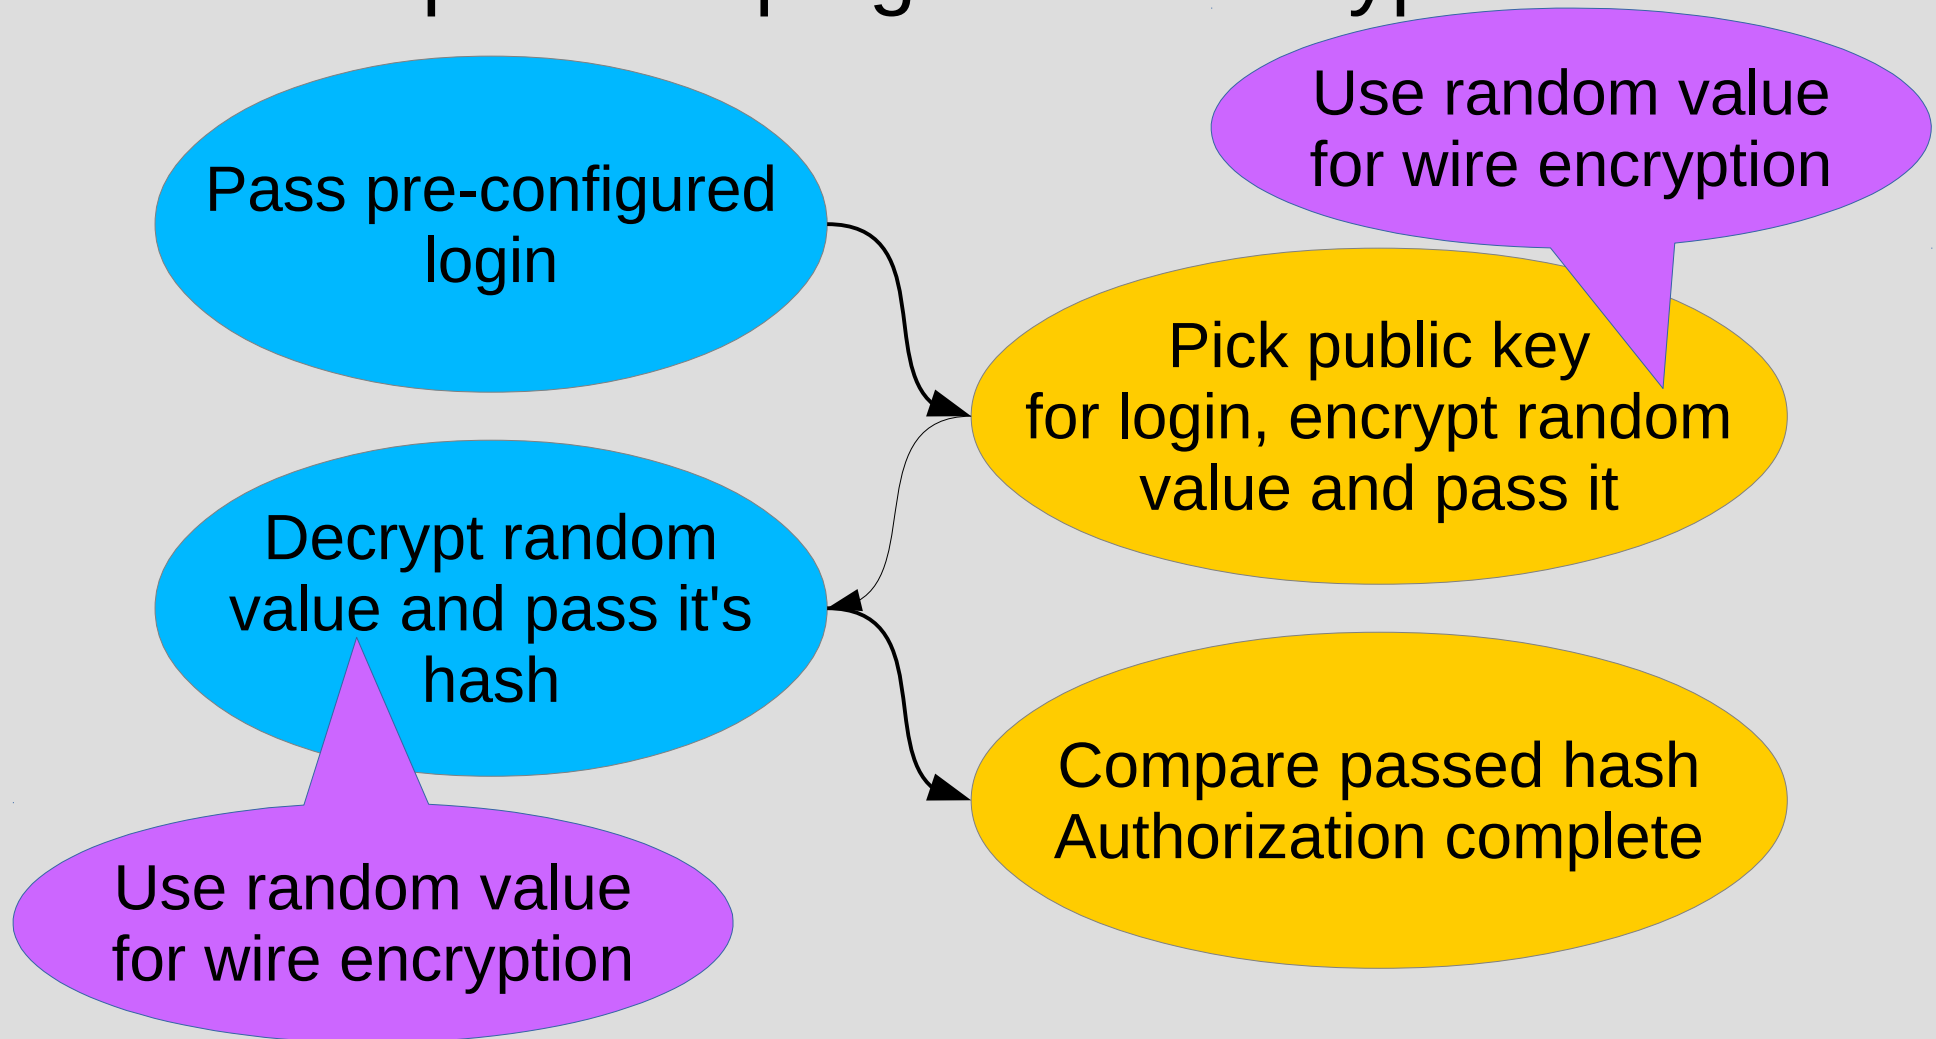 Use random value
for wire encryption
Pass pre-configured
login
Pick public key
for login, encrypt random
value and pass it
Decrypt random
value and pass it's
hash
Compare passed hash
Authorization complete
Use random value
for wire encryption